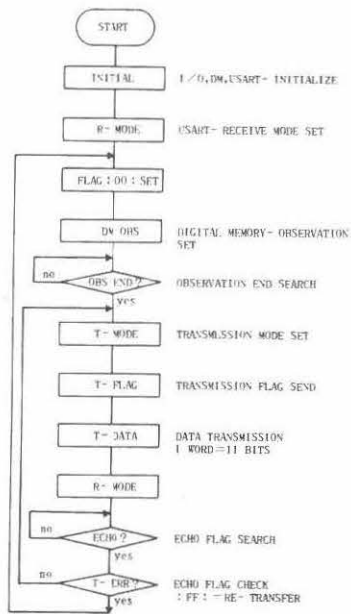 START
INITIAL I/O,DM,USART- INITIALIZE
R- MODE USART- RECEIVE MODE SET
FLAG:00:SET
DM OBS DIGITAL MEMORY- OBSERVATION
SET
no
OBS END? OBSERVATION END SEARCH
yes
T- MODE TRANSMISSION MODE SET
T- FLAG TRANSMISSION FLAG SEND
T- DATA DATA TRANSMISSION
1 WORD=11 BITS
R- MODE
no
ECHO? ECHO FLAG SEARCH
yes
no
T- ERR? ECHO FLAG CHECK
:FF:=RE- TRANSFER
yes